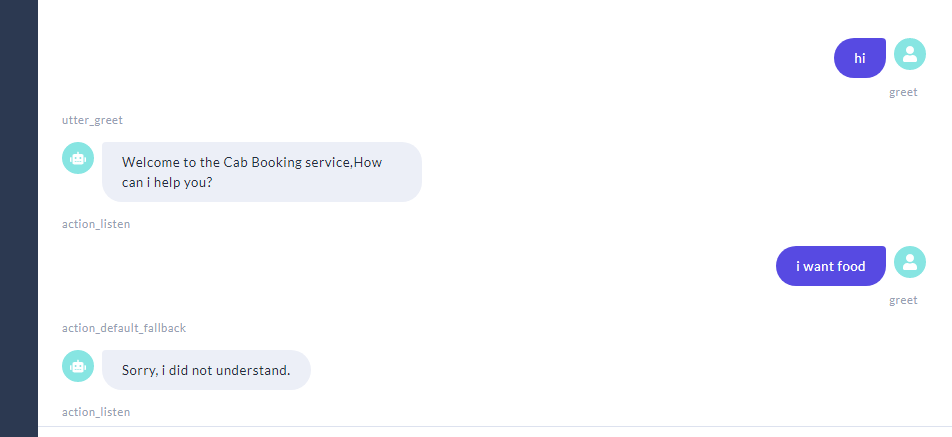 hi
greet
utter_greet
Welcome to the Cab Booking service,How
can i help you?
action_listen
i want food
greet
action_default_fallback
Sorry, i did not understand.
action_listen